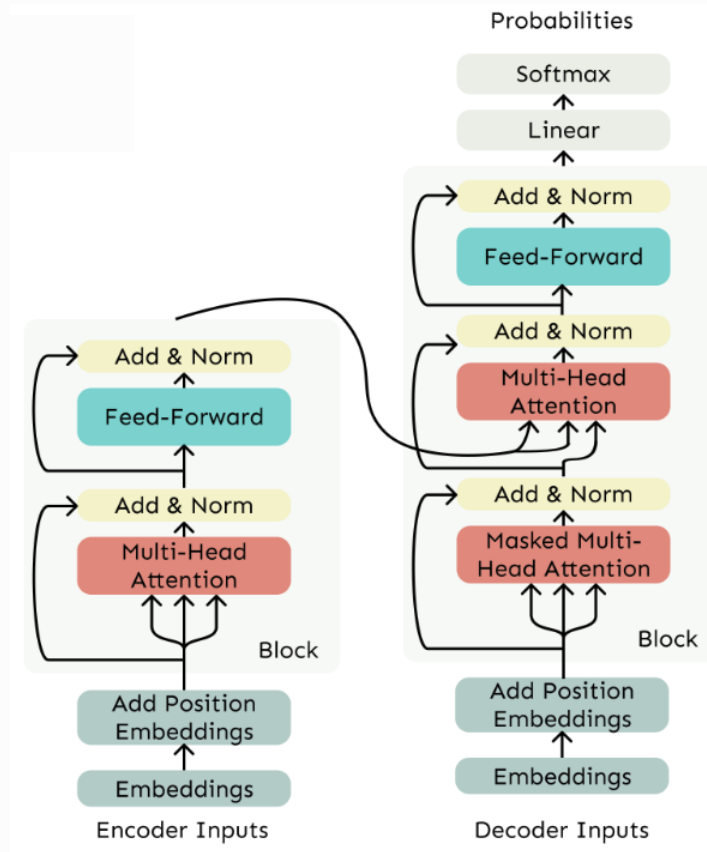 Probabilities
Softmax
Linear
Add & Norm
Feed-Forward
Add & Norm
Multi-Head
Attention
Add & Norm
Masked Multi-
Head Attention
Block
Add Position
Embeddings
Embeddings
Decoder Inputs
Add & Norm
Feed-Forward
Add & Norm
Multi-Head
Attention
Block
Add Position
Embeddings
Embeddings
Encoder Inputs